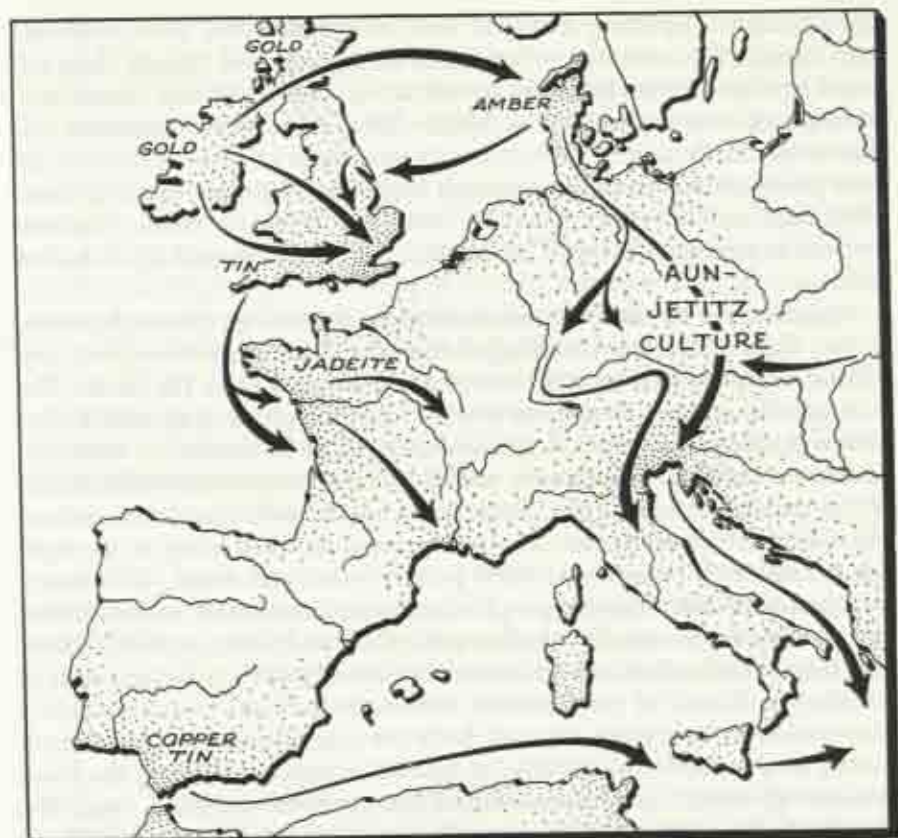 GOLD
AMBER
GOLD
TIN
AUN-
JETITZ
CULTURE
JADEITE
COPPER
TIN